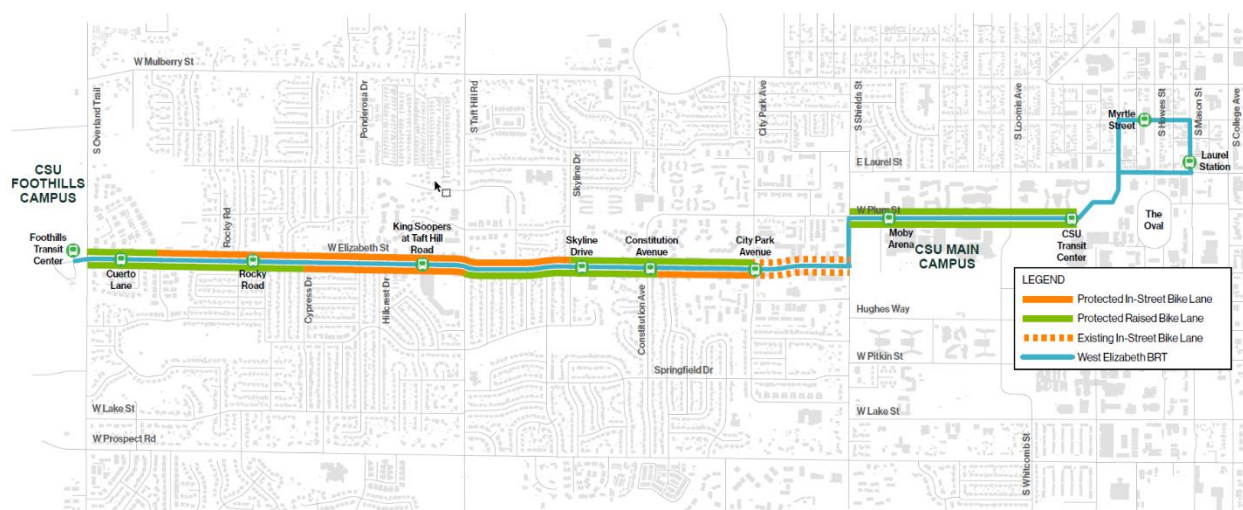 W Mulberry St
S Overland Trail
Ponderosa Dr
S Taft Hill Rd
City Park Ave
S Shields St
S Loomis Ave
Myrtle
Street
S Howes St
S Mason St
S College Ave
E Laurel St
Laurel
Station
CSU
FOOTHILLS
CAMPUS
Skyline Dr
Rocky Rd
W Plum St
The
Oval
Foothills
Transit
Center
W Elizabeth St
King Soopers
at Taft Hill
Road
Skyline
Drive
Constitution
Avenue
City Park
Avenue
Moby
Arena
CSU MAIN
CAMPUS
CSU
Transit
Center
Cuerto
Lane
Rocky
Road
Cypress Dr
Hillcrest Dr
Constitution Ave
LEGEND
Protected In-Street Bike Lane
Protected Raised Bike Lane
Existing In-Street Bike Lane
West Elizabeth BRT
Hughes Way
W Pitkin St
Springfield Dr
W Lake St
W Lake St
W Prospect Rd
S Whitcomb St